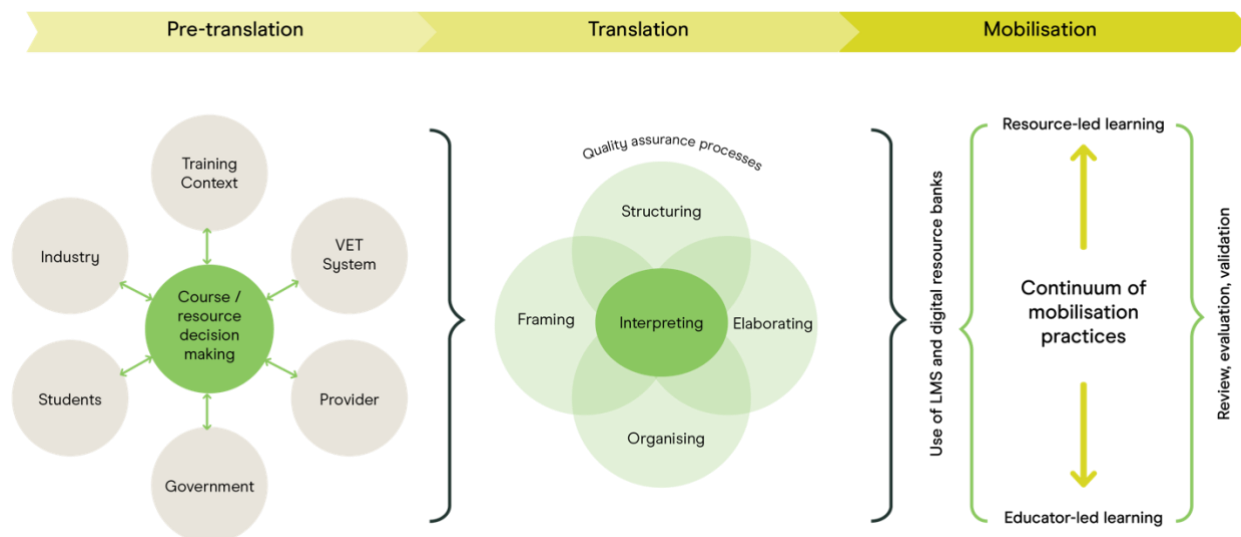 Pre-translation
Translation
Mobilisation
Training
Context
Industry
VET
System
Course /
resource
decision
making
Students
Provider
Government
Quality assurance processes
Structuring
Framing
Interpreting
Elaborating
Organising
Use of LMS and digital resource banks
Resource-led learning
Continuum of
mobilisation
practices
Educator-led learning
Review, evaluation, validation